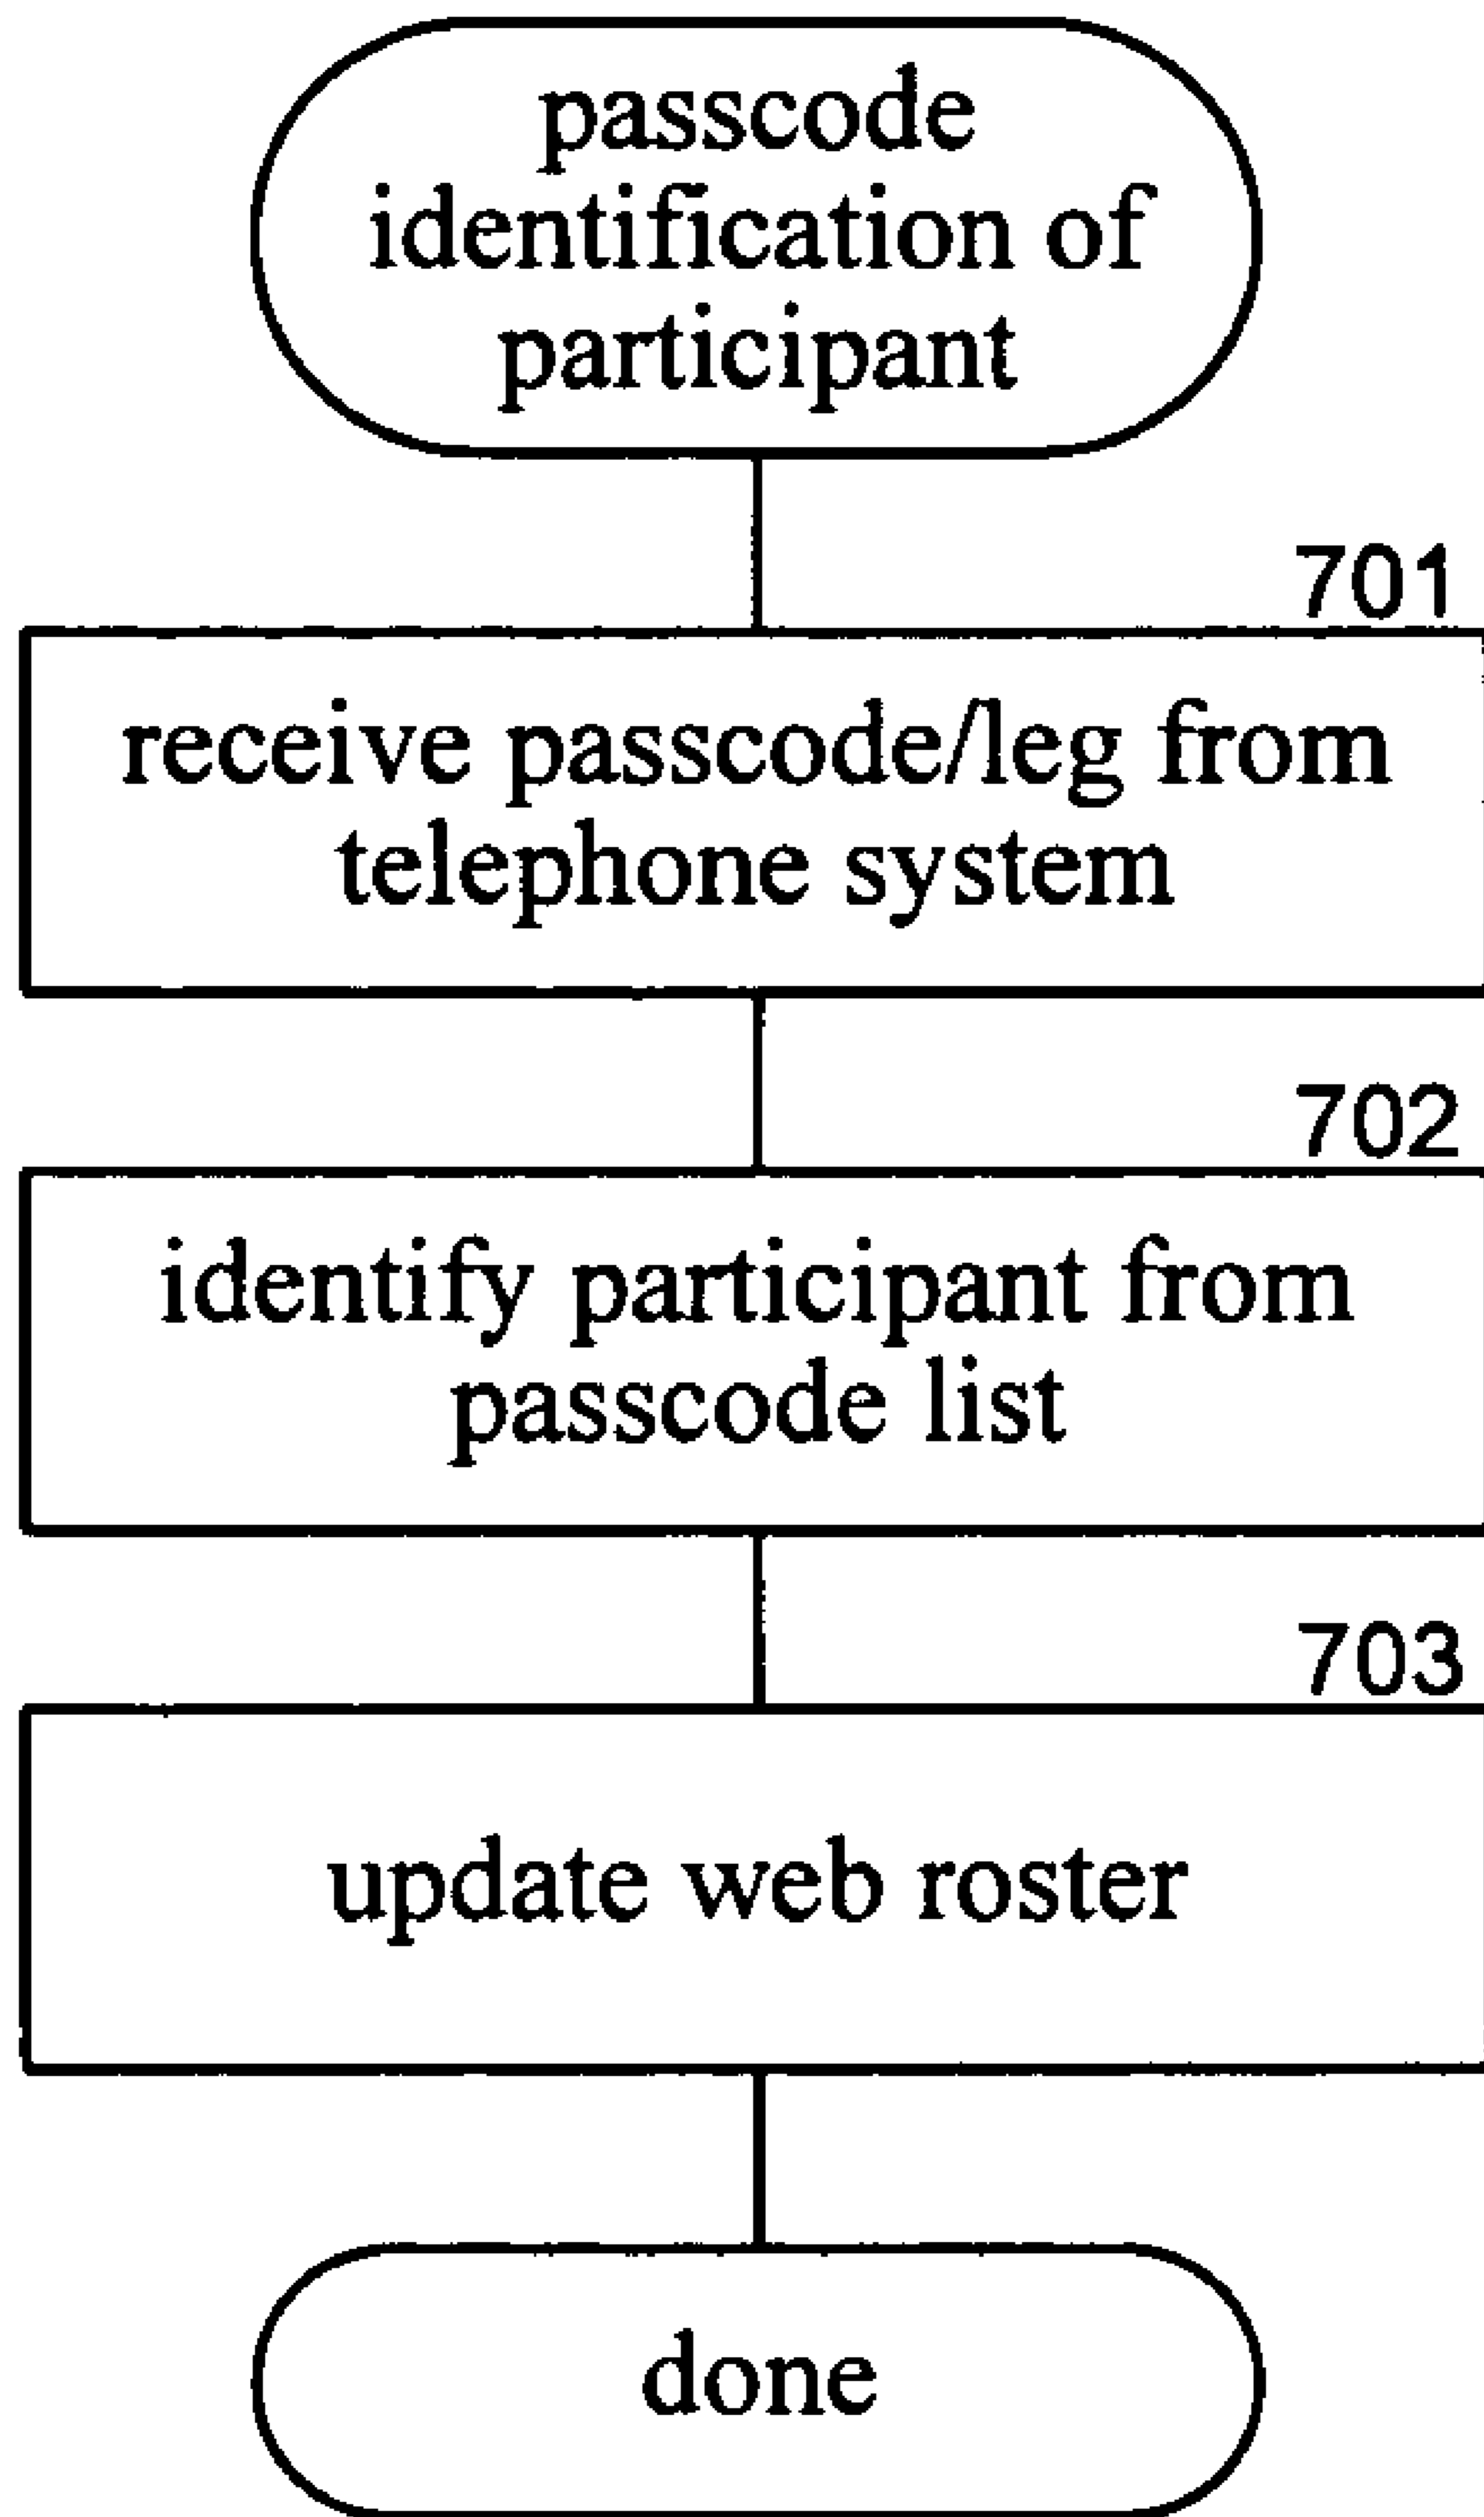 passcode
identification of
participant
701
receive passcode/leg from
telephone system
702
identify participant from
passcode list
703
update web roster
done